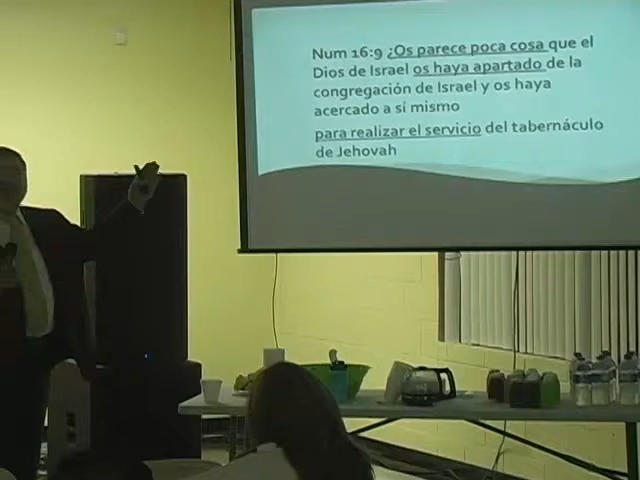 Num 16:9 ¿Os parece poca cosa que el
Dios de Israel os haya apartado de la
congregación de Israel y os haya
acercado a sí mismo
para realizar el servicio del tabernáculo
de Jehovah